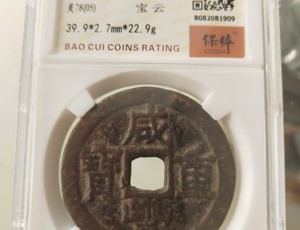 美78(05) 宝云
8082081909
39.9*2.7mm*22.9g
保粹
BAO CUI COINS RATING
咸
寶 重